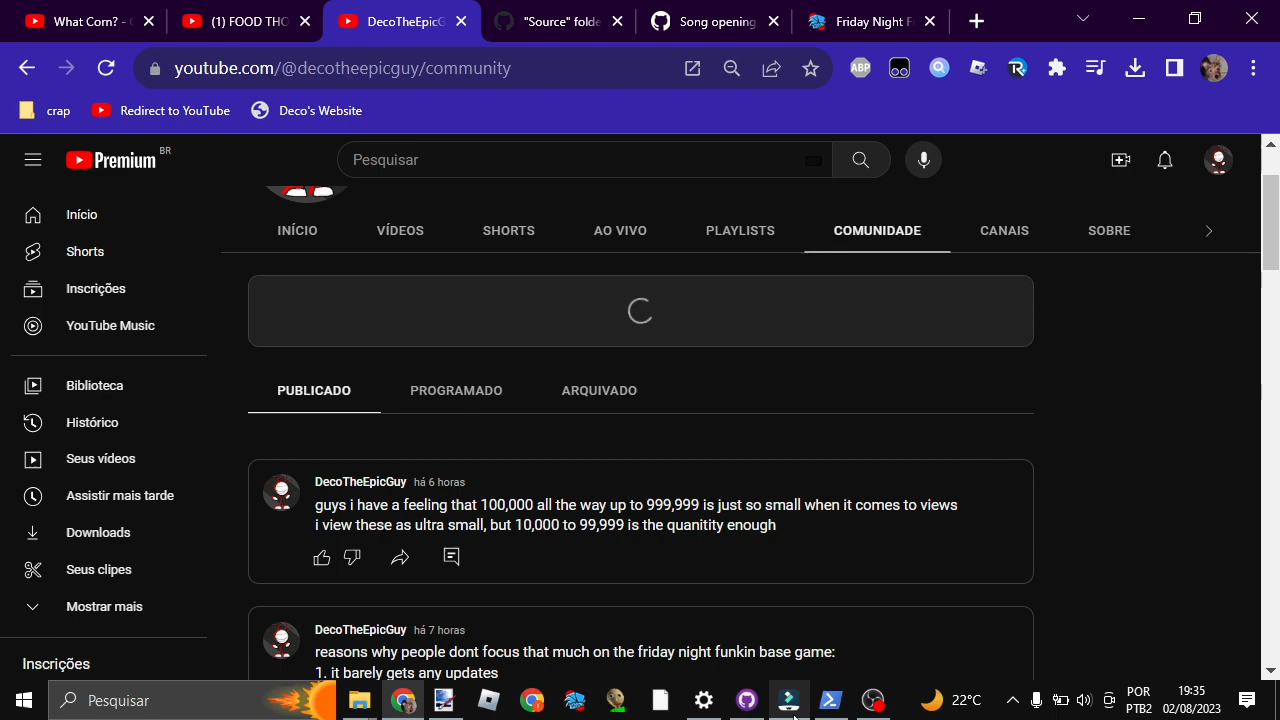 What Corn? -
(1) FOOD THO
DecoTheEpicG
"Source" folde
Song opening
Friday Night F
youtube.com/@decotheepicguy/community
ABP
crap
Redirect to YouTube
Deco's Website
Premium BR
Pesquisar
INÍCIO
VÍDEOS
SHORTS
AO VIVO
PLAYLISTS
COMUNIDADE
CANAIS
SOBRE
Início
Shorts
Inscrições
YouTube Music
Biblioteca
Histórico
Seus vídeos
Assistir mais tarde
Downloads
Seus clipes
Mostrar mais
Inscrições
PUBLICADO
PROGRAMADO
ARQUIVADO
DecoTheEpicGuy há 6 horas
guys i have a feeling that 100,000 all the way up to 999,999 is just so small when it comes to views
i view these as ultra small, but 10,000 to 99,999 is the quanitity enough
DecoTheEpicGuy há 7 horas
reasons why people dont focus that much on the friday night funkin base game:
1. it barely gets any updates
Pesquisar
22°C
POR
PTB2
19:35
02/08/2023